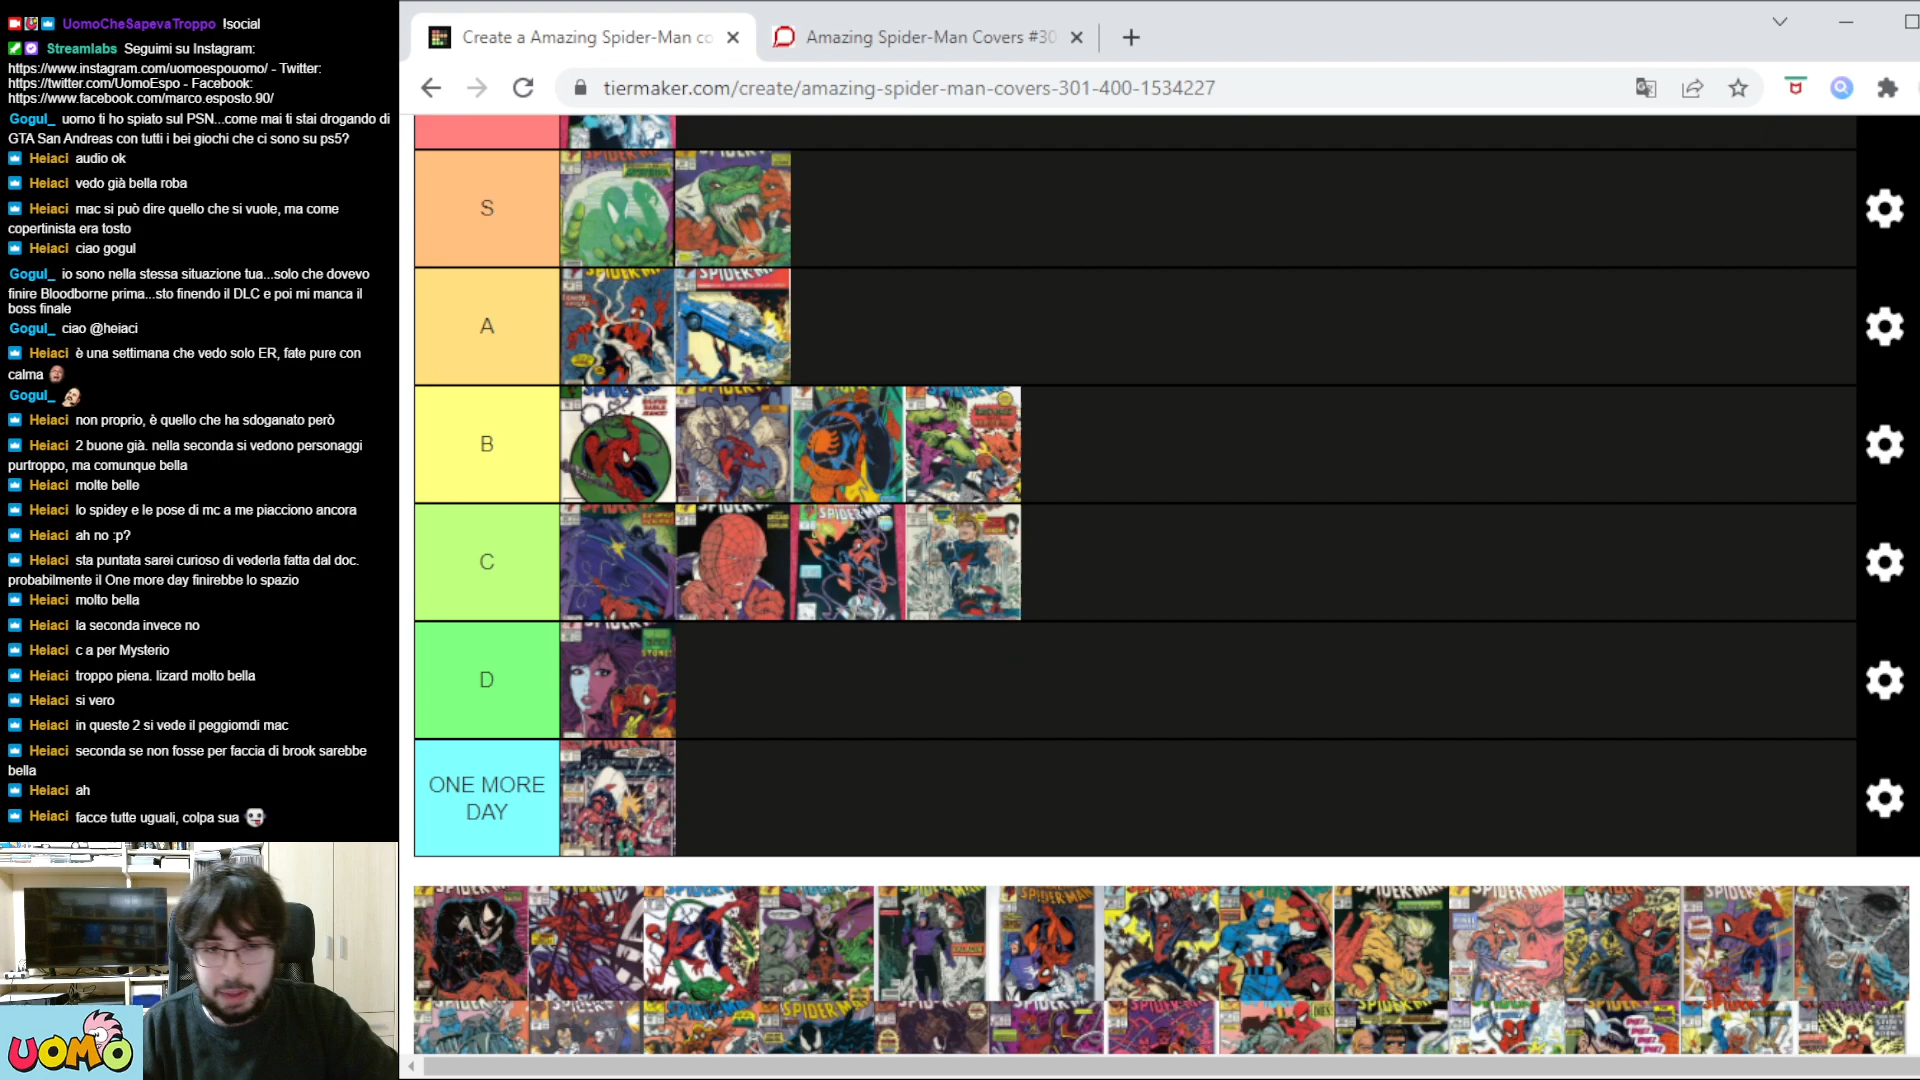 UomoCheSapevaTroppo !social
Streamlabs Seguimi su Instagram:
https://www.instagram.com/uomoespouomo/ - Twitter:
https://twitter.com/UomoEspo - Facebook:
https://www.facebook.com/marco.esposto.90/
Gogul_ uomo ti ho spiato sul PSN...come mai ti stai drogando di
GTA San Andreas con tutti i bei giochi che ci sono su ps5?
Heiaci audio ok
Heiaci vedo già bella roba
Heiaci mac si può dire quello che si vuole, ma come
copertinista era tosto
Heiaci ciao gogul
Gogul_ io sono nella stessa situazione tua...solo che dovevo
finire Bloodborne prima...sto finendo il DLC e poi mi manca il
boss finale
Gogul_ ciao @heiaci
Heiaci è una settimana che vedo solo ER, fate pure con
calma
Gogul_
Heiaci non proprio, è quello che ha sdoganato però
Heiaci 2 buone già. nella seconda si vedono personaggi
purtroppo, ma comunque bella
Heiaci molte belle
Heiaci lo spidey e le pose di mc a me piacciono ancora
Heiaci ah no :p?
Heiaci sta puntata sarei curioso di vederla fatta dal doc.
probabilmente il One more day finirebbe lo spazio
Heiaci molto bella
Heiaci la seconda invece no
Heiaci c a per Mysterio
Heiaci troppo piena. lizard molto bella
Heiaci si vero
Heiaci in queste 2 si vede il peggiomdi mac
Heiaci seconda se non fosse per faccia di brook sarebbe
bella
Heiaci ah
Heiaci facce tutte uguali, colpa sua
UOMO
Create a Amazing Spider-Man co
Amazing Spider-Man Covers #30
tiermaker.com/create/amazing-spider-man-covers-301-400-1534227
S
A
SPIDER-MAN
B
C
SPIDER-MAN
D
ONE MORE
DAY